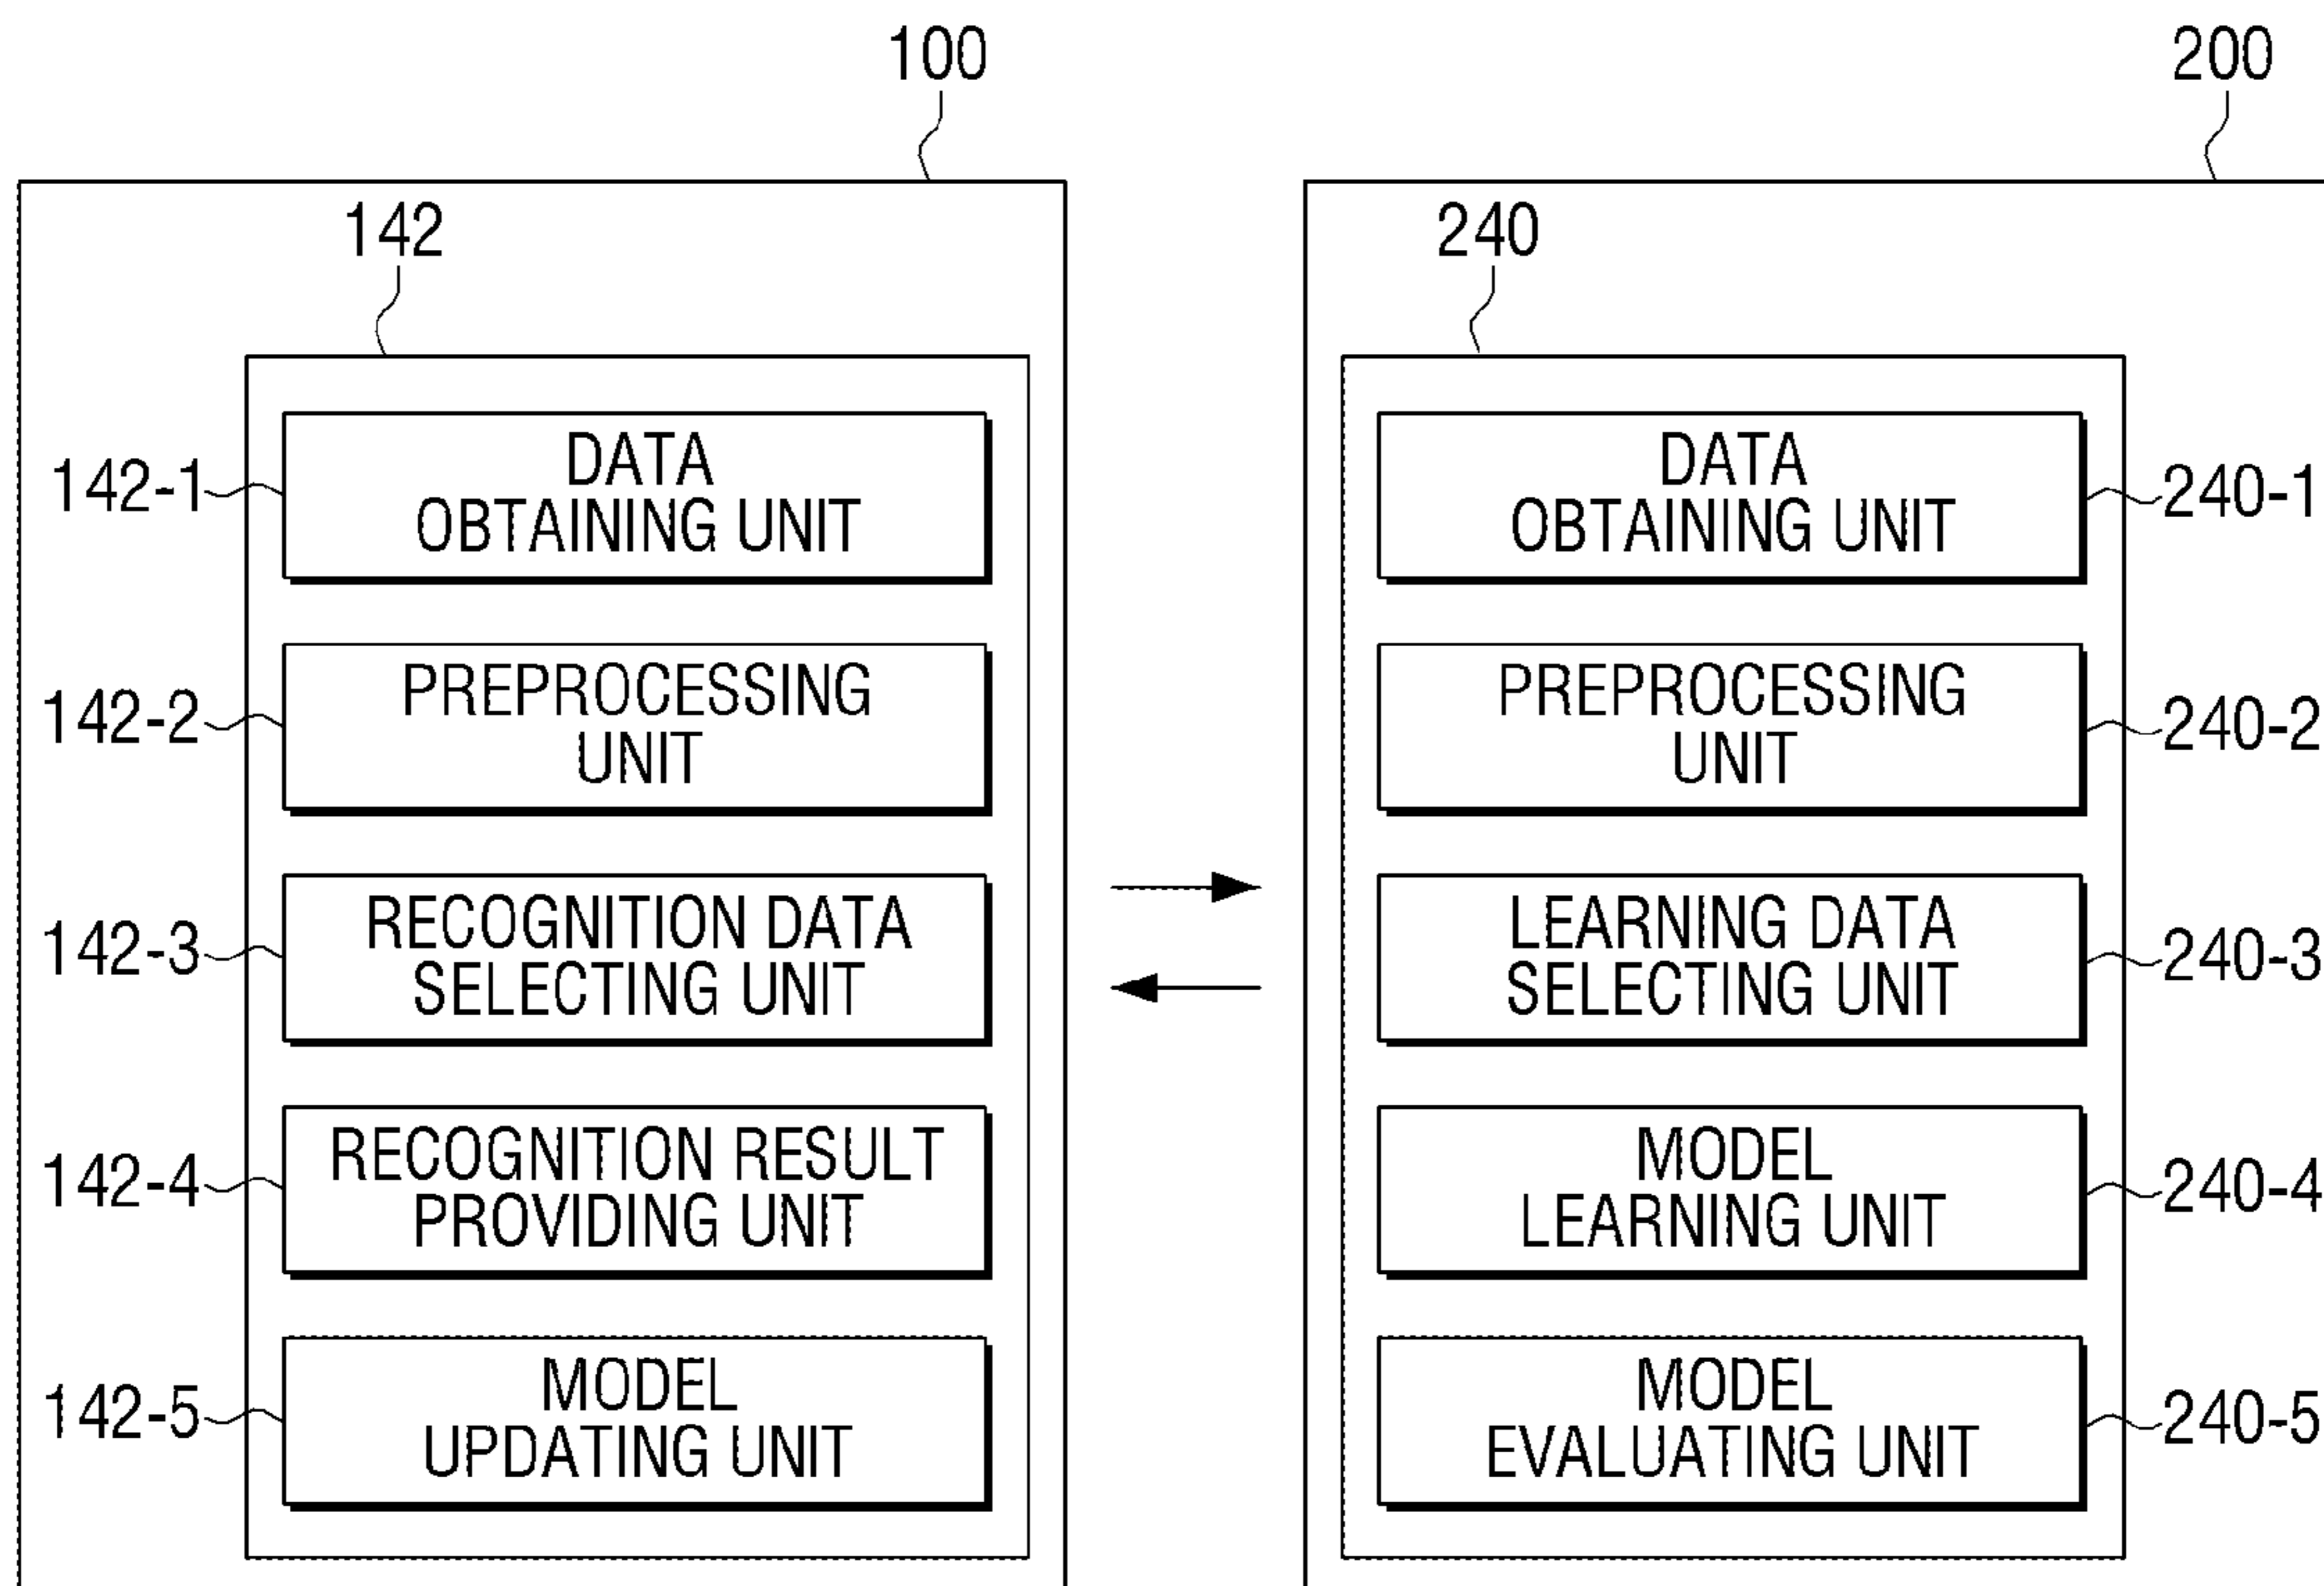 100
200
142
240
142-1
DATA
OBTAINING UNIT
DATA
OBTAINING UNIT
240-1
142-2
PREPROCESSING
UNIT
PREPROCESSING
UNIT
240-2
142-3
RECOGNITION DATA
SELECTING UNIT
LEARNING DATA
SELECTING UNIT
240-3
142-4
RECOGNITION RESULT
PROVIDING UNIT
MODEL
LEARNING UNIT
240-4
142-5
MODEL
UPDATING UNIT
MODEL
EVALUATING UNIT
240-5